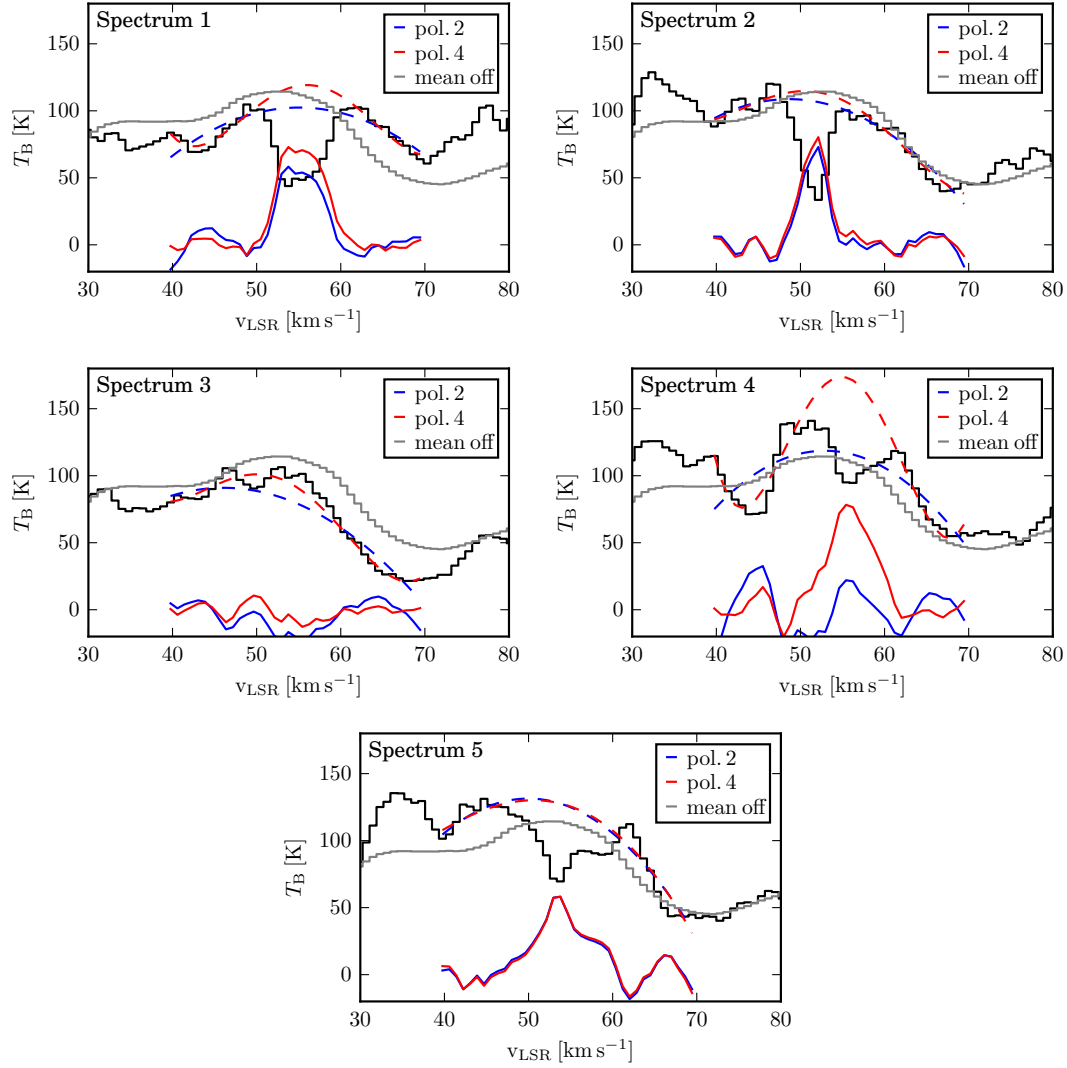 Spectrum 1
pol. 2
pol. 4
mean off
150
100
50
0
T_B [K]
30 40 50 60 70 80
v_LSR [km s⁻¹]
Spectrum 2
pol. 2
pol. 4
mean off
150
100
50
0
T_B [K]
30 40 50 60 70 80
v_LSR [km s⁻¹]
Spectrum 3
pol. 2
pol. 4
mean off
150
100
50
0
T_B [K]
30 40 50 60 70 80
v_LSR [km s⁻¹]
Spectrum 4
pol. 2
pol. 4
mean off
150
100
50
0
T_B [K]
30 40 50 60 70 80
v_LSR [km s⁻¹]
Spectrum 5
pol. 2
pol. 4
mean off
150
100
50
0
T_B [K]
30 40 50 60 70 80
v_LSR [km s⁻¹]